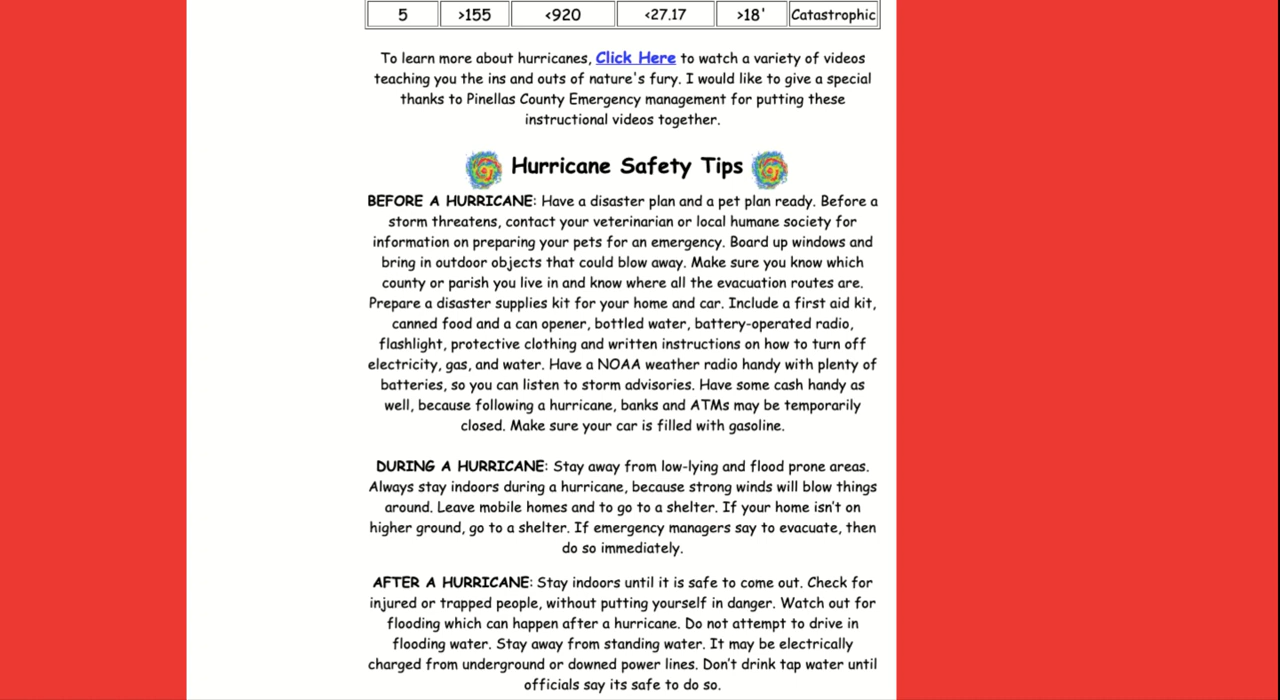 5 >155 <920 <27.17 >18' Catastrophic
To learn more about hurricanes, Click Here to watch a variety of videos
teaching you the ins and outs of nature's fury. I would like to give a special
thanks to Pinellas County Emergency management for putting these
instructional videos together.
Hurricane Safety Tips
BEFORE A HURRICANE: Have a disaster plan and a pet plan ready. Before a
storm threatens, contact your veterinarian or local humane society for
information on preparing your pets for an emergency. Board up windows and
bring in outdoor objects that could blow away. Make sure you know which
county or parish you live in and know where all the evacuation routes are.
Prepare a disaster supplies kit for your home and car. Include a first aid kit,
canned food and a can opener, bottled water, battery-operated radio,
flashlight, protective clothing and written instructions on how to turn off
electricity, gas, and water. Have a NOAA weather radio handy with plenty of
batteries, so you can listen to storm advisories. Have some cash handy as
well, because following a hurricane, banks and ATMs may be temporarily
closed. Make sure your car is filled with gasoline.
DURING A HURRICANE: Stay away from low-lying and flood prone areas.
Always stay indoors during a hurricane, because strong winds will blow things
around. Leave mobile homes and to go to a shelter. If your home isn't on
higher ground, go to a shelter. If emergency managers say to evacuate, then
do so immediately.
AFTER A HURRICANE: Stay indoors until it is safe to come out. Check for
injured or trapped people, without putting yourself in danger. Watch out for
flooding which can happen after a hurricane. Do not attempt to drive in
flooding water. Stay away from standing water. It may be electrically
charged from underground or downed power lines. Don't drink tap water until
officials say its safe to do so.